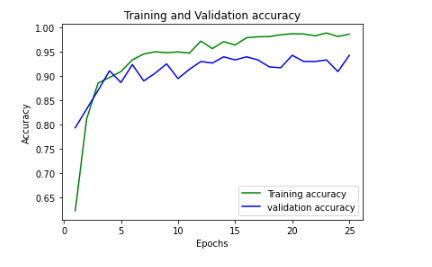 Training and Validation accuracy
1.00
0.95
0.90
0.85
0.80
0.75
0.70
0.65
Accuracy
0
5
10
15
20
25
Epochs
Training accuracy
validation accuracy